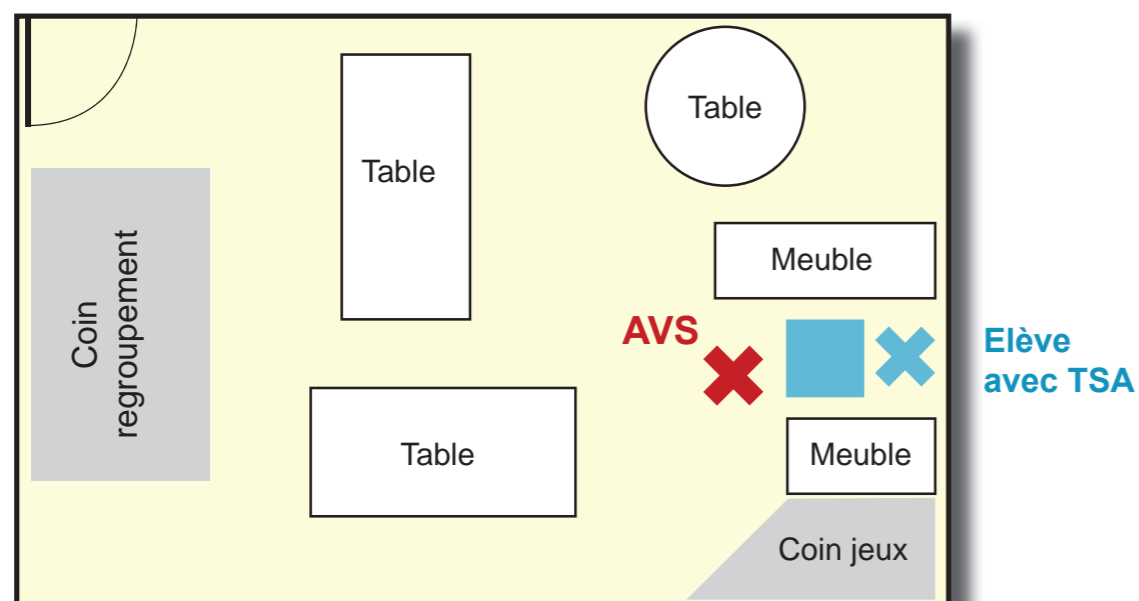 Table
Table
Coin
regroupement
Meuble
AVS
Elève
avec TSA
Table
Meuble
Coin jeux